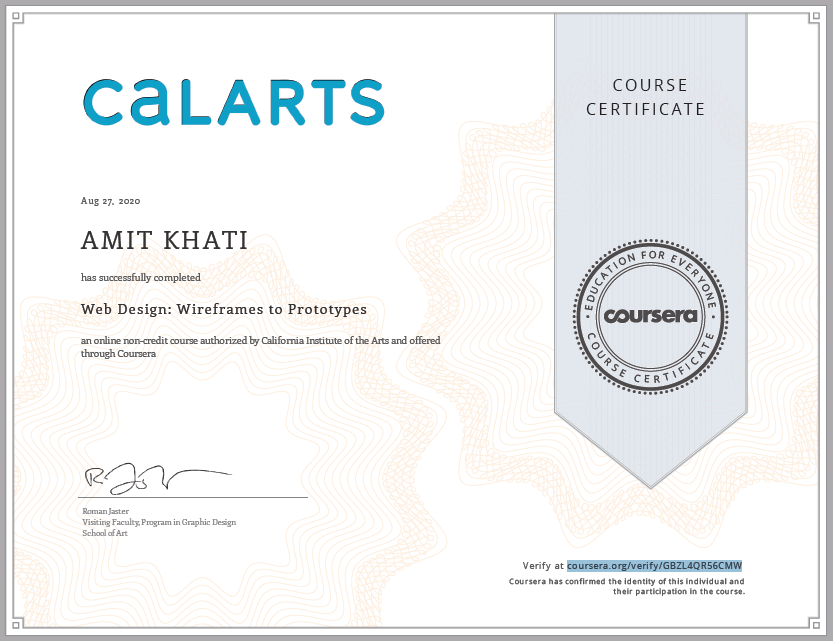 CALARTS
COURSE
CERTIFICATE
Aug 27, 2020
AMIT KHATI
has successfully completed
Web Design: Wireframes to Prototypes
an online non-credit course authorized by California Institute of the Arts and offered
through Coursera
EDUCATION FOR EVERYONE
coursera
COURSE CERTIFICATE
Roman Jaster
Visiting Faculty, Program in Graphic Design
School of Art
Verify at coursera.org/verify/GBZL4QR56CMW
Coursera has confirmed the identity of this individual and
their participation in the course.